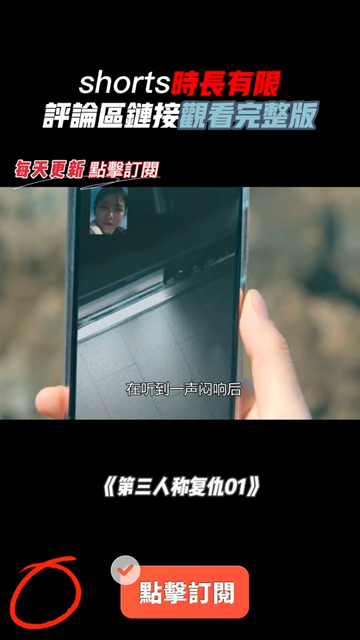 shorts時長有限
評論區鏈接觀看完整版
每天更新 點擊訂閱
在听到一声闷响后
《第三人称复仇01》
點擊訂閱